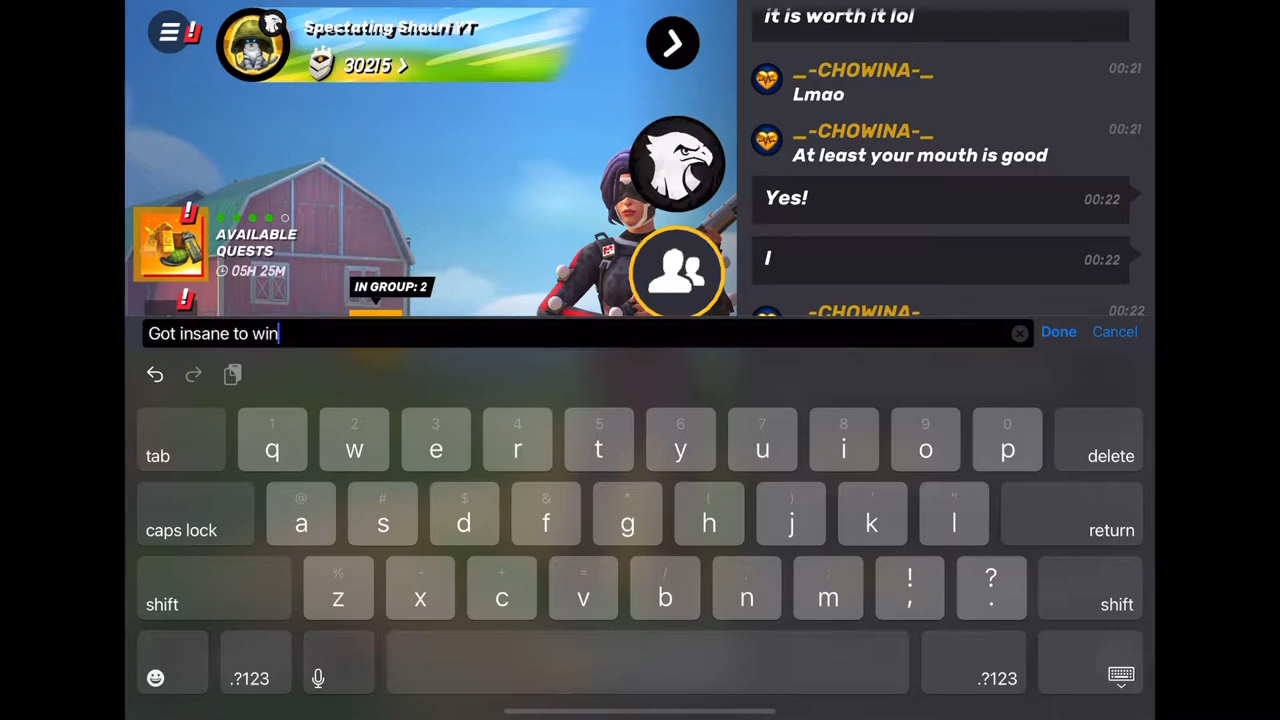 Spectating Shauri YT
30215
AVAILABLE
QUESTS
05H 25M
IN GROUP: 2
it is worth it lol
_-CHOWINA-_
00:21
Lmao
_-CHOWINA-_
00:21
At least your mouth is good
Yes!
00:22
I
00:22
_-CHOWINA-_
00:22
Got insane to win
Done
Cancel
1 2 3 4 5 6 7 8 9 0
tab q w e r t y u i o p delete
@ # $ & * ( ) ' "
caps lock a s d f g h j k l return
% - + = / ; :
shift z x c v b n m ! , ? . shift
.?123 .?123